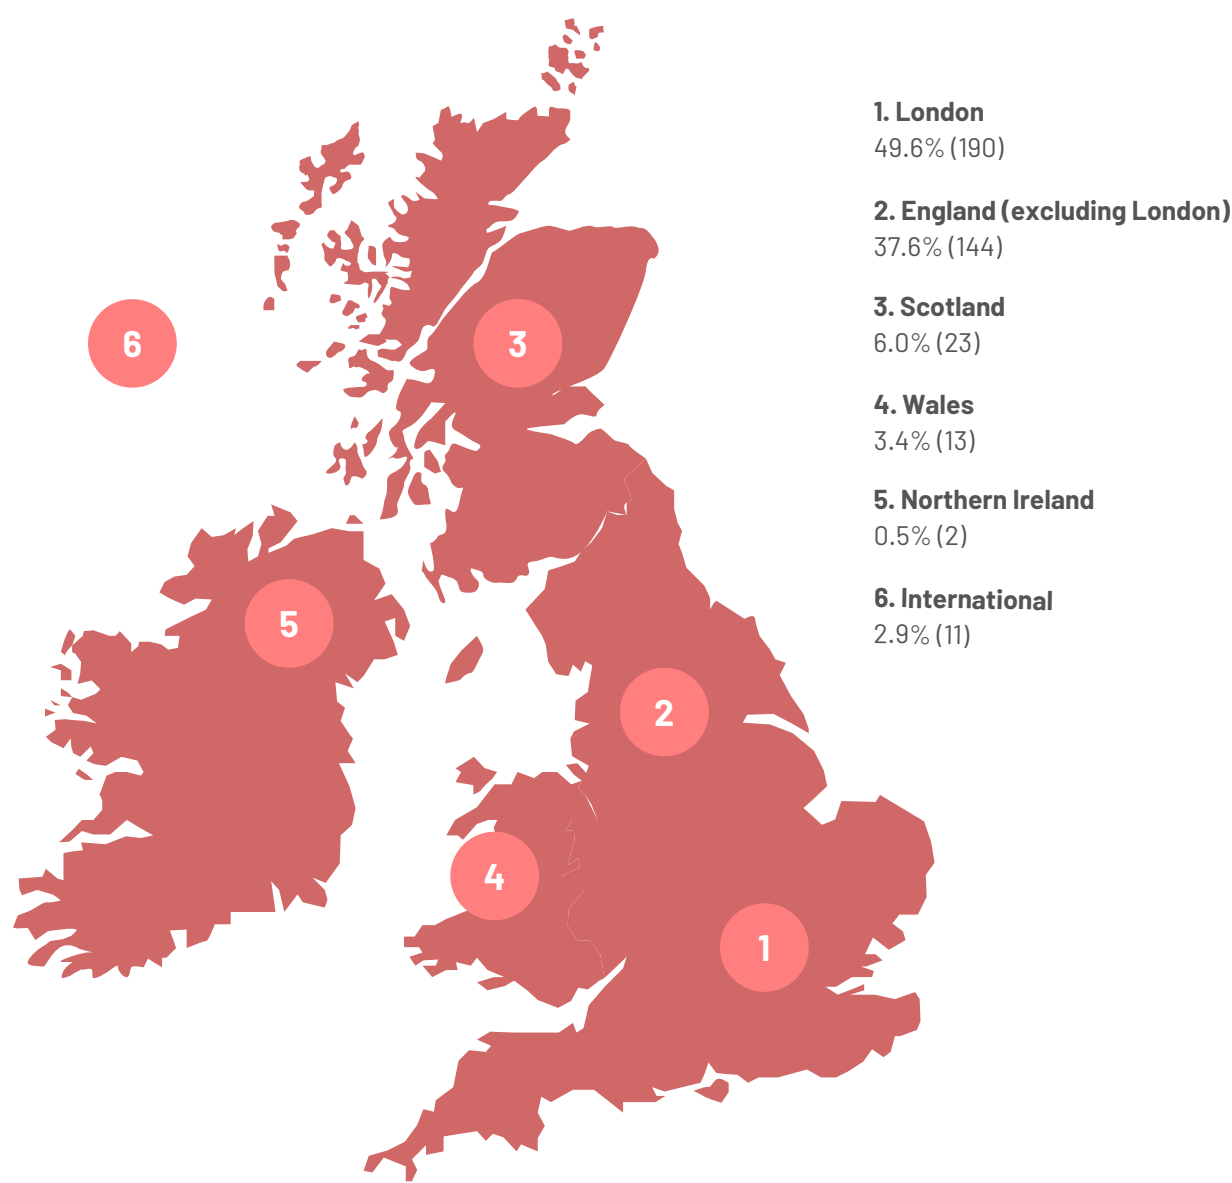 1. London
49.6% (190)
2. England (excluding London)
37.6% (144)
3. Scotland
6.0% (23)
4. Wales
3.4% (13)
5. Northern Ireland
0.5% (2)
6. International
2.9% (11)
6
3
5
2
4
1